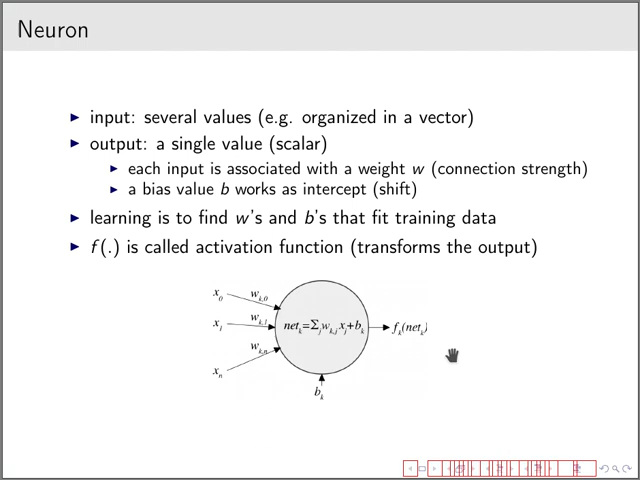 Neuron
input: several values (e.g. organized in a vector)
output: a single value (scalar)
each input is associated with a weight w (connection strength)
a bias value b works as intercept (shift)
learning is to find w's and b's that fit training data
f(.) is called activation function (transforms the output)
x0 wk,0
x1 wk,1 netk=Σjwk,jxj+bk fk(netk)
wk,n
xn
bk